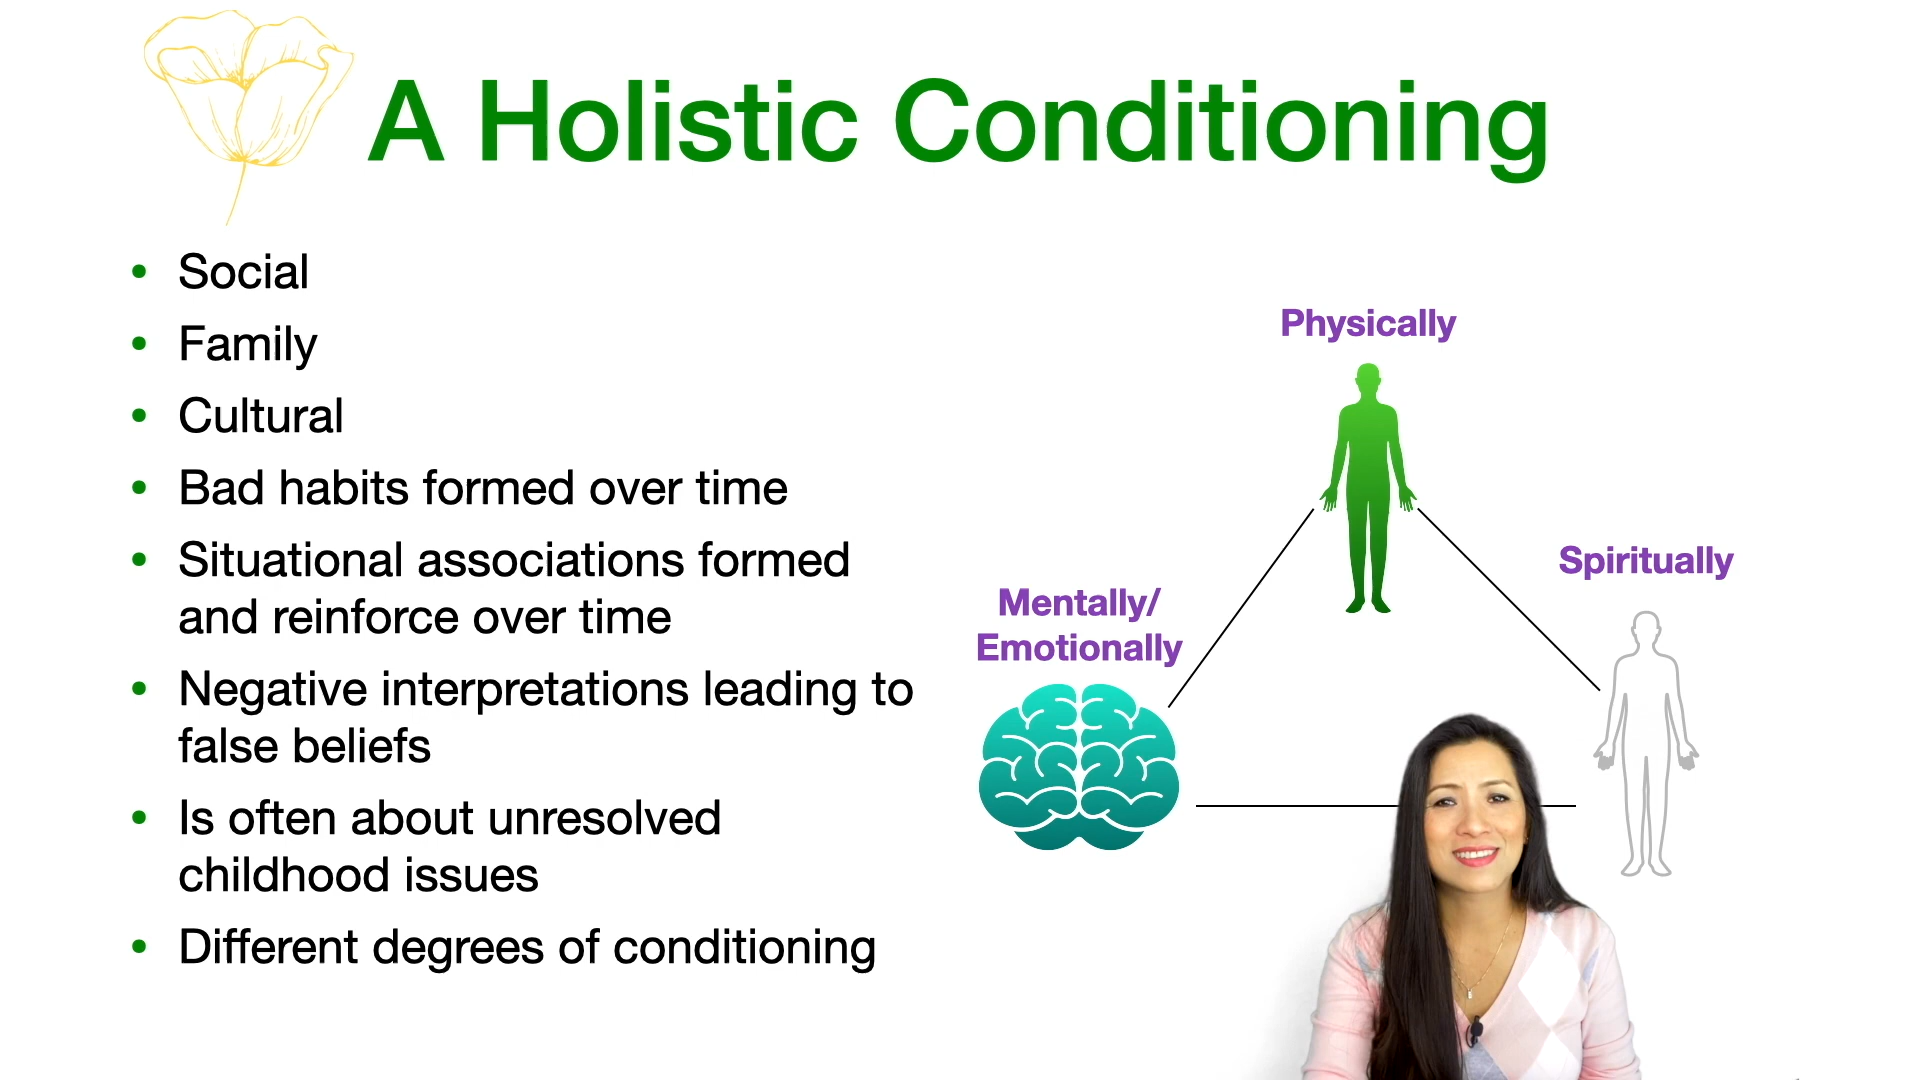 A Holistic Conditioning
• Social
• Family
• Cultural
• Bad habits formed over time
• Situational associations formed
and reinforce over time
• Negative interpretations leading to
false beliefs
• Is often about unresolved
childhood issues
• Different degrees of conditioning
Physically
Spiritually
Mentally/
Emotionally